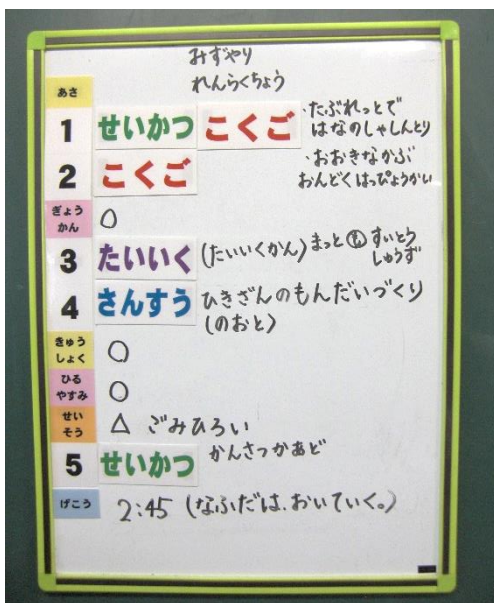 みずやり
れんらくちょう
あさ
1 せいかつ こくご ・たぶれっとで
はなのしゃしんとり
2 こくご ・おおきなかぶ
おんどくはっぴょうかい
ぎょう
かん
○
3 たいいく (たいいくかん) まっと すいとう
しゅうず
4 さんすう ひきざんのもんだいづくり
(のおと)
きゅう
しょく
○
ひる
やすみ
○
せい
そう
△ ごみひろい
5 せいかつ かんさつかあど
げこう 2:45 (なふだは、おいていく。)